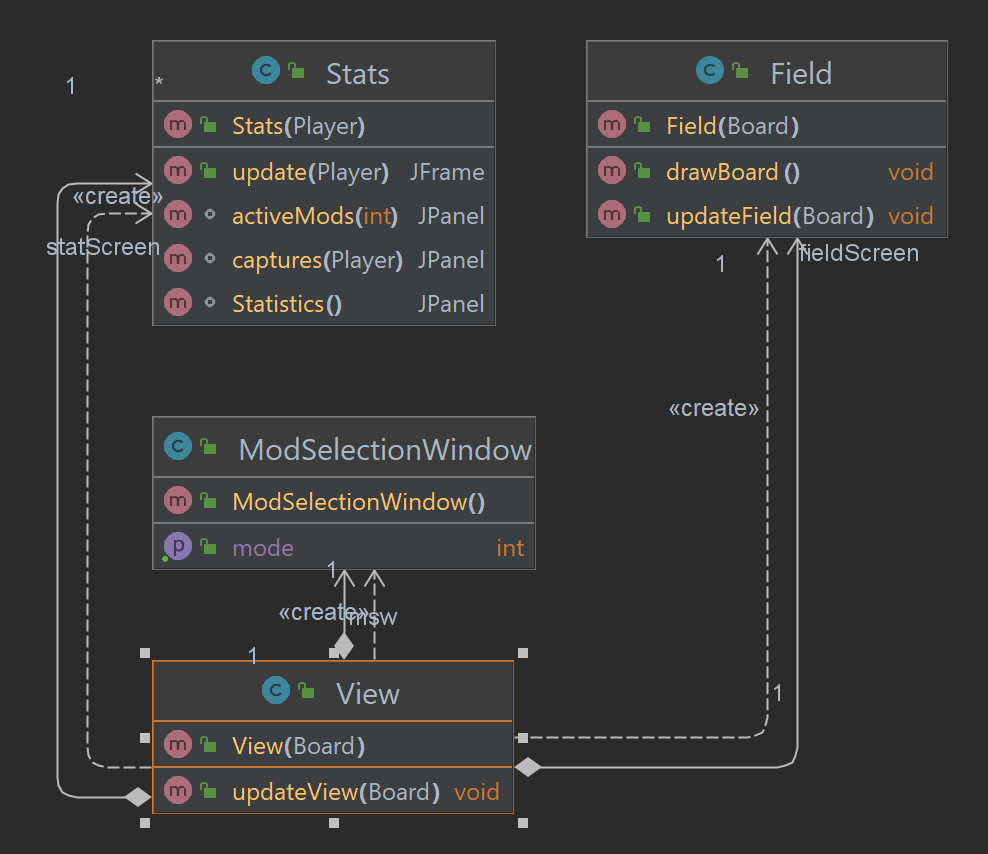 Stats
1
*
Stats(Player)
update(Player) JFrame
activeMods(int) JPanel
captures(Player) JPanel
Statistics() JPanel
«create»
statScreen
Field
Field(Board)
drawBoard () void
updateField(Board) void
1
fieldScreen
«create»
1
ModSelectionWindow
ModSelectionWindow()
mode int
1
«create»
msw
1
View
View(Board)
updateView(Board) void
C
C
C
C
m
m
m
m
m
m
m
m
m
p
m
m